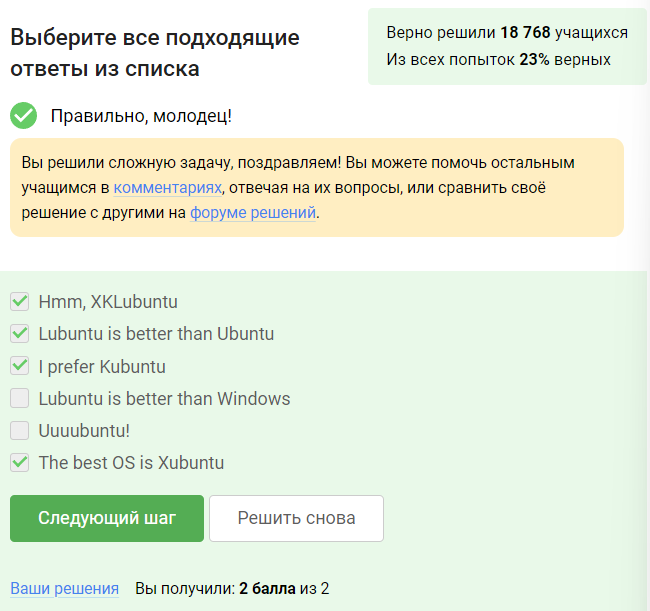 Выберите все подходящие
ответы из списка
Верно решили 18 768 учащихся
Из всех попыток 23% верных
Правильно, молодец!
Вы решили сложную задачу, поздравляем! Вы можете помочь остальным
учащимся в комментариях, отвечая на их вопросы, или сравнить своё
решение с другими на форуме решений.
Hmm, XKLubuntu
Lubuntu is better than Ubuntu
I prefer Kubuntu
Lubuntu is better than Windows
Uuuubuntu!
The best OS is Xubuntu
Следующий шаг
Решить снова
Ваши решения Вы получили: 2 балла из 2